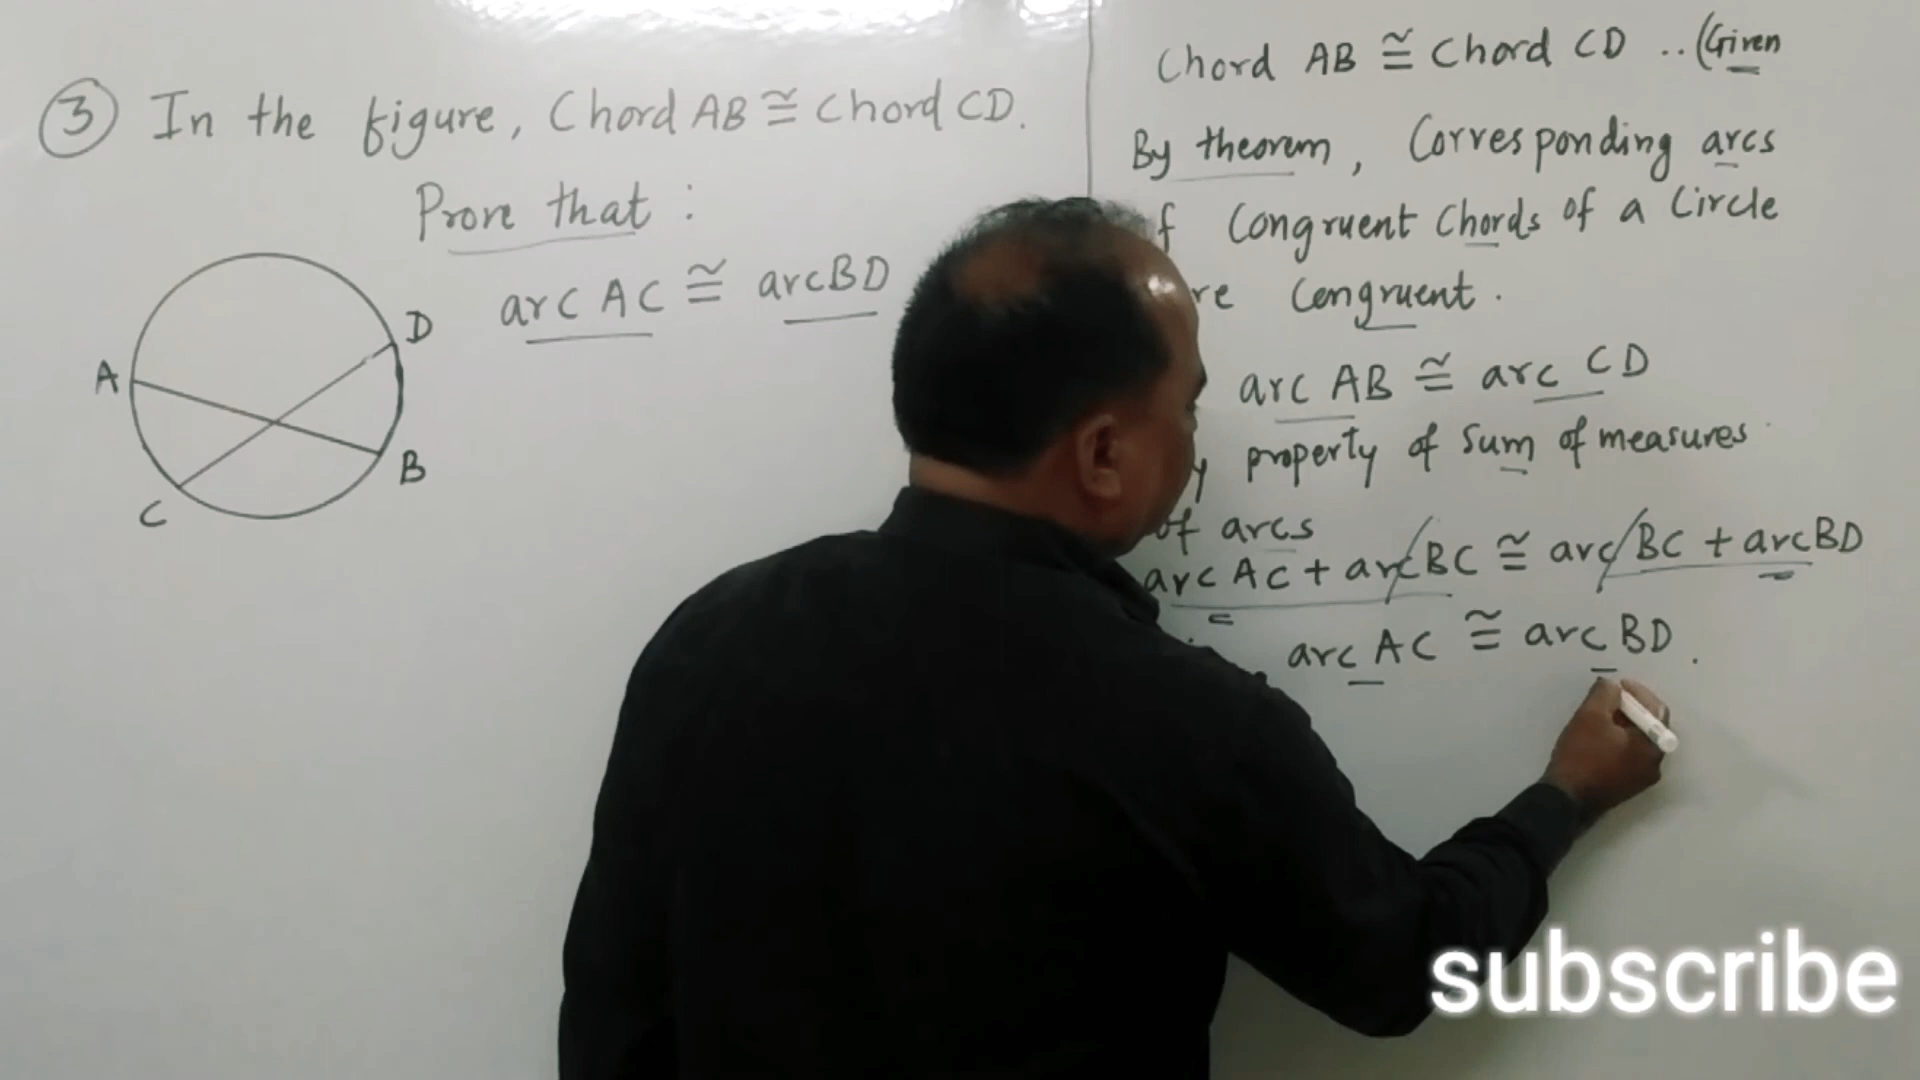 ③ In the figure, Chord AB ≅ Chord CD.
Prove that :
arc AC ≅ arc BD
A
D
B
C
Chord AB ≅ Chord CD .. (Given
By theorem, Corresponding arcs
f Congruent Chords of a Circle
re Congruent.
arc AB ≅ arc CD
y property of Sum of measures
of arcs
arc AC + arc BC ≅ arc BC + arc BD
arc AC ≅ arc BD.
subscribe